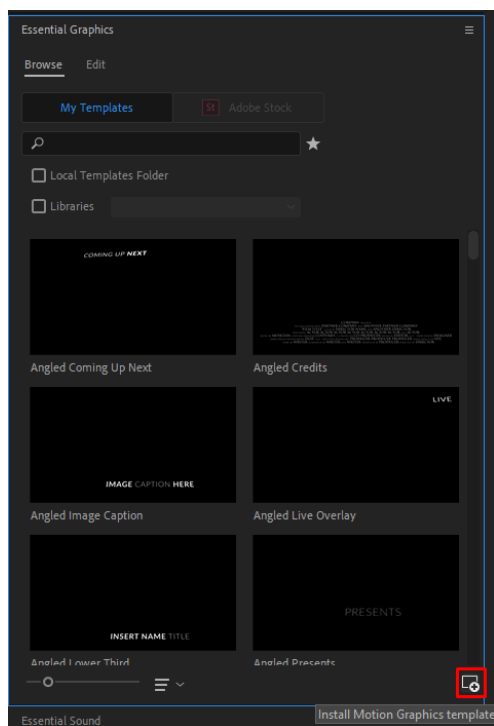 Essential Graphics
Browse Edit
My Templates St Adobe Stock
Local Templates Folder
Libraries
COMING UP NEXT
Angled Coming Up Next Angled Credits
LIVE
IMAGE CAPTION HERE
Angled Image Caption Angled Live Overlay
PRESENTS
INSERT NAME TITLE
Angled Lower Third Angled Presents
Install Motion Graphics template
Essential Sound